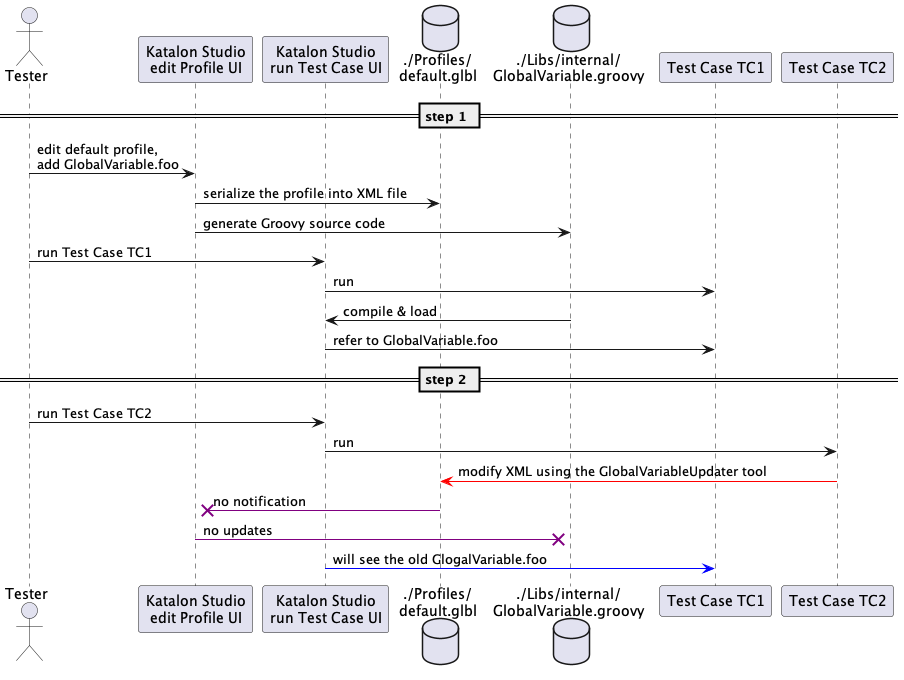 Tester
Katalon Studio
edit Profile UI
Katalon Studio
run Test Case UI
./Profiles/
default.glbl
./Libs/internal/
GlobalVariable.groovy
Test Case TC1
Test Case TC2
step 1
edit default profile,
add GlobalVariable.foo
serialize the profile into XML file
generate Groovy source code
run Test Case TC1
run
compile & load
refer to GlobalVariable.foo
step 2
run Test Case TC2
run
modify XML using the GlobalVariableUpdater tool
no notification
no updates
will see the old GlogalVariable.foo
Tester
Katalon Studio
edit Profile UI
Katalon Studio
run Test Case UI
./Profiles/
default.glbl
./Libs/internal/
GlobalVariable.groovy
Test Case TC1
Test Case TC2